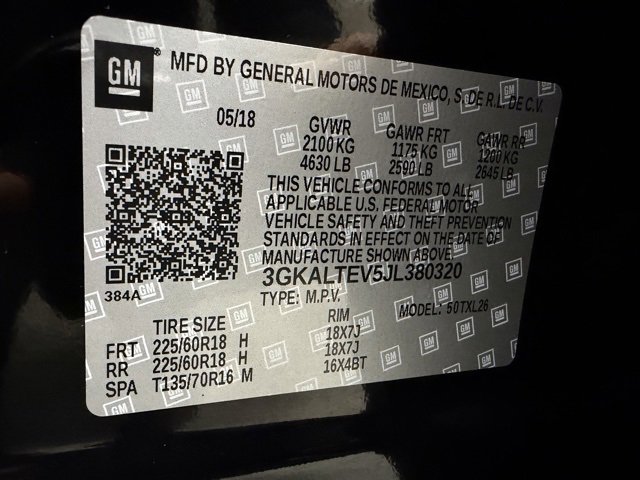 GM ® MFD BY GENERAL MOTORS DE MEXICO, S. DE R.L. DE C.V.
05/18 GVWR GAWR FRT GAWR RR
2100 KG 1175 KG 1200 KG
4630 LB 2590 LB 2645 LB
THIS VEHICLE CONFORMS TO ALL
APPLICABLE U.S. FEDERAL MOTOR
VEHICLE SAFETY AND THEFT PREVENTION
STANDARDS IN EFFECT ON THE DATE OF
MANUFACTURE SHOWN ABOVE.
3GKALTEV5JL380320
384A TYPE: M.P.V. MODEL: 50TXL26
TIRE SIZE RIM
FRT 225/60R18 H 18X7J
RR 225/60R18 H 18X7J
SPA T135/70R16 M 16X4BT